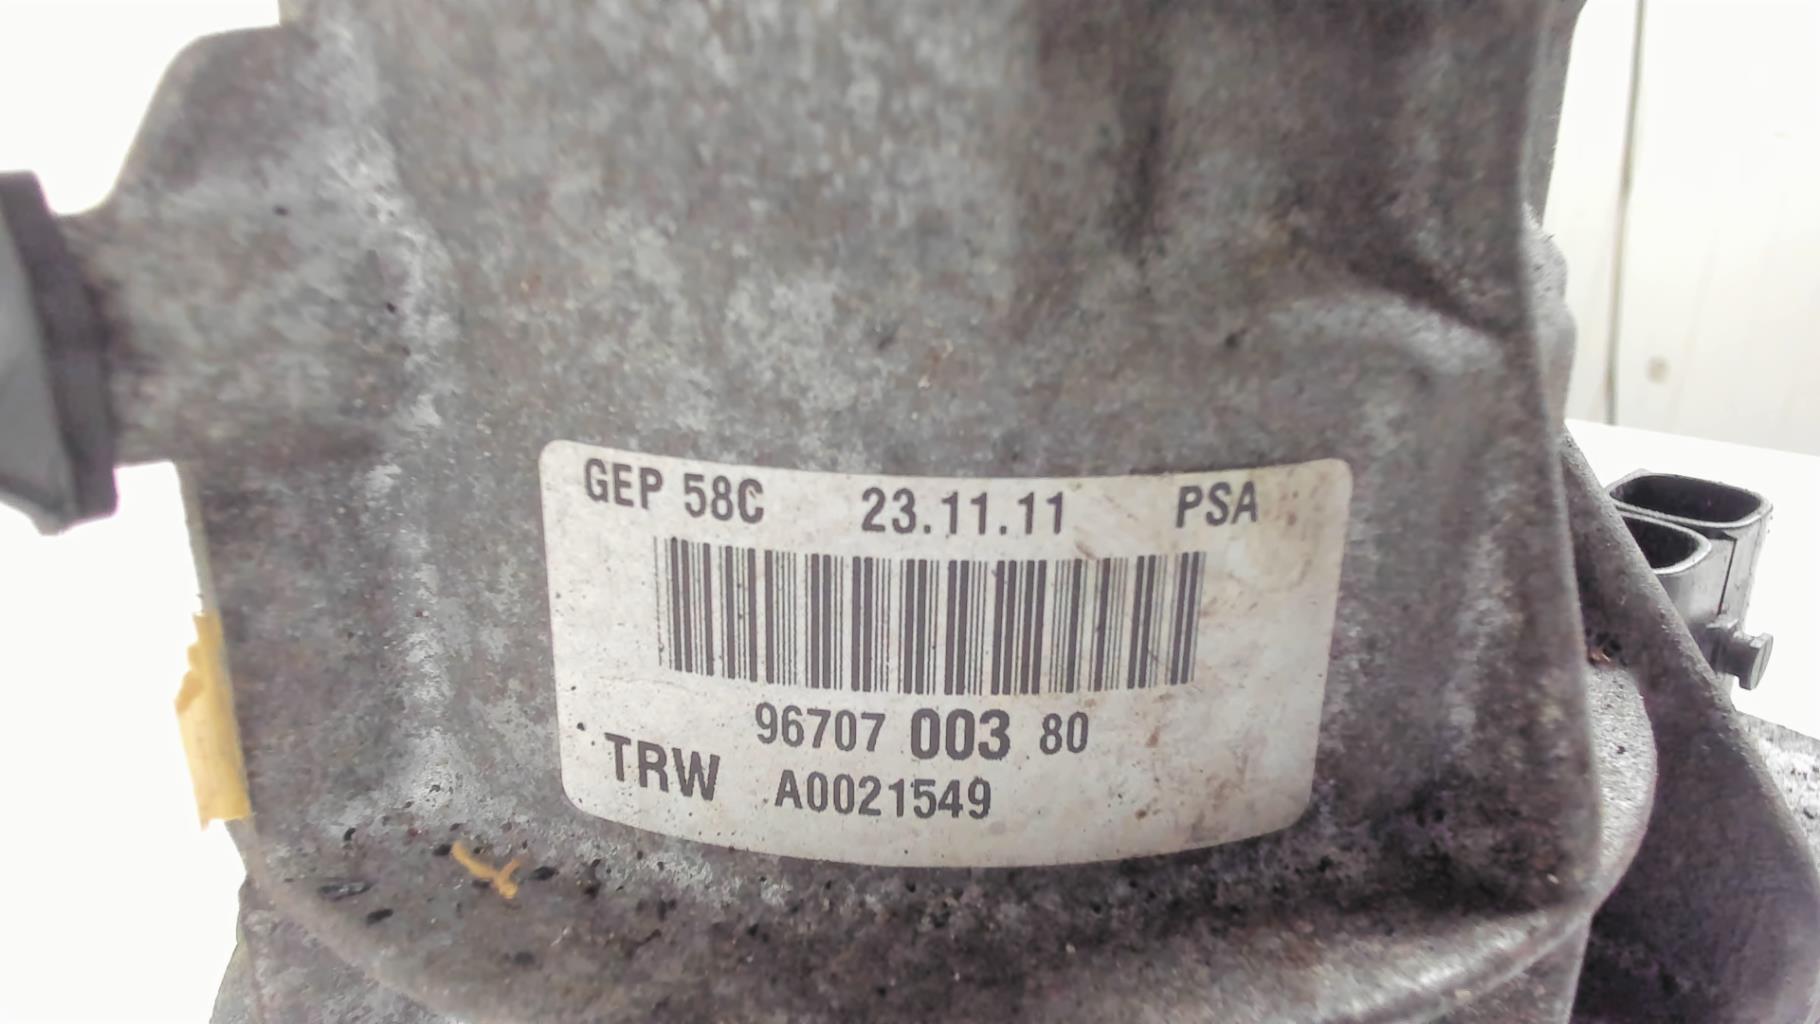 GEP 58C 23.11.11 PSA
96707 003 80
TRW A0021549